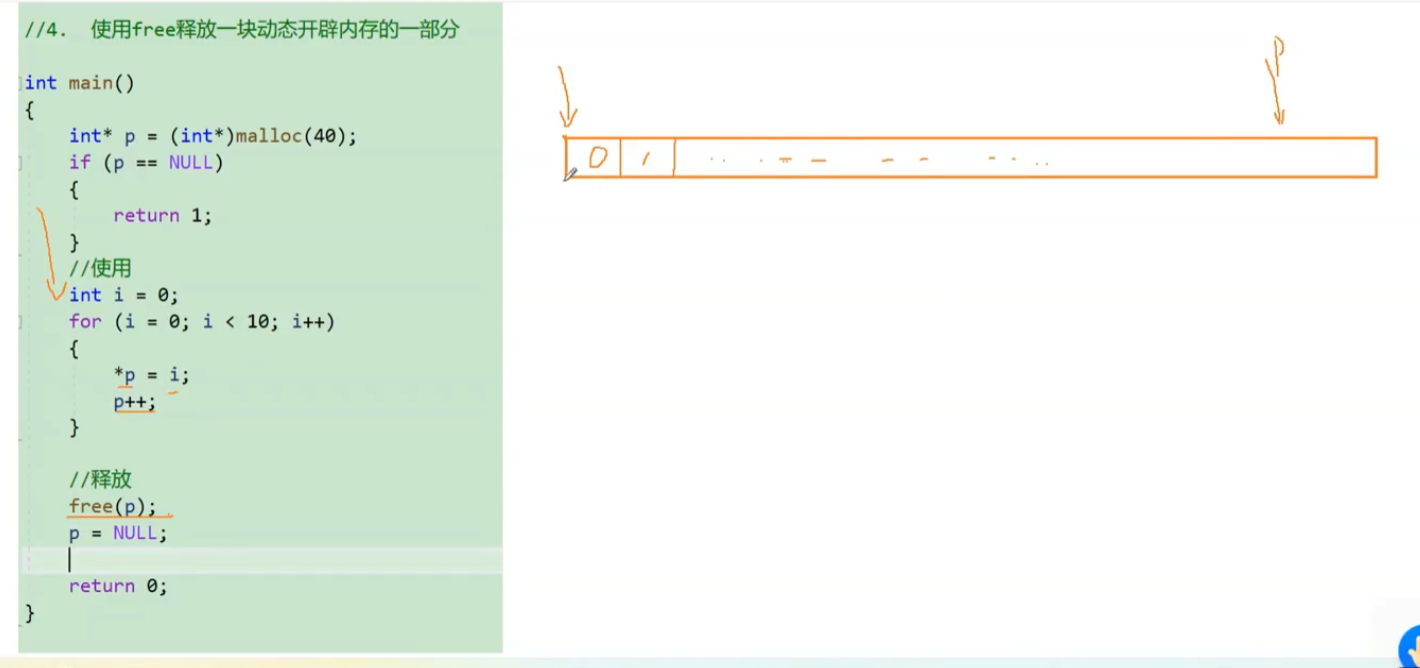 //4. 使用free释放一块动态开辟内存的一部分
int main()
{
int* p = (int*)malloc(40);
if (p == NULL)
{
return 1;
}
//使用
int i = 0;
for (i = 0; i < 10; i++)
{
*p = i;
p++;
}
//释放
free(p);
p = NULL;
return 0;
}
p
0 1